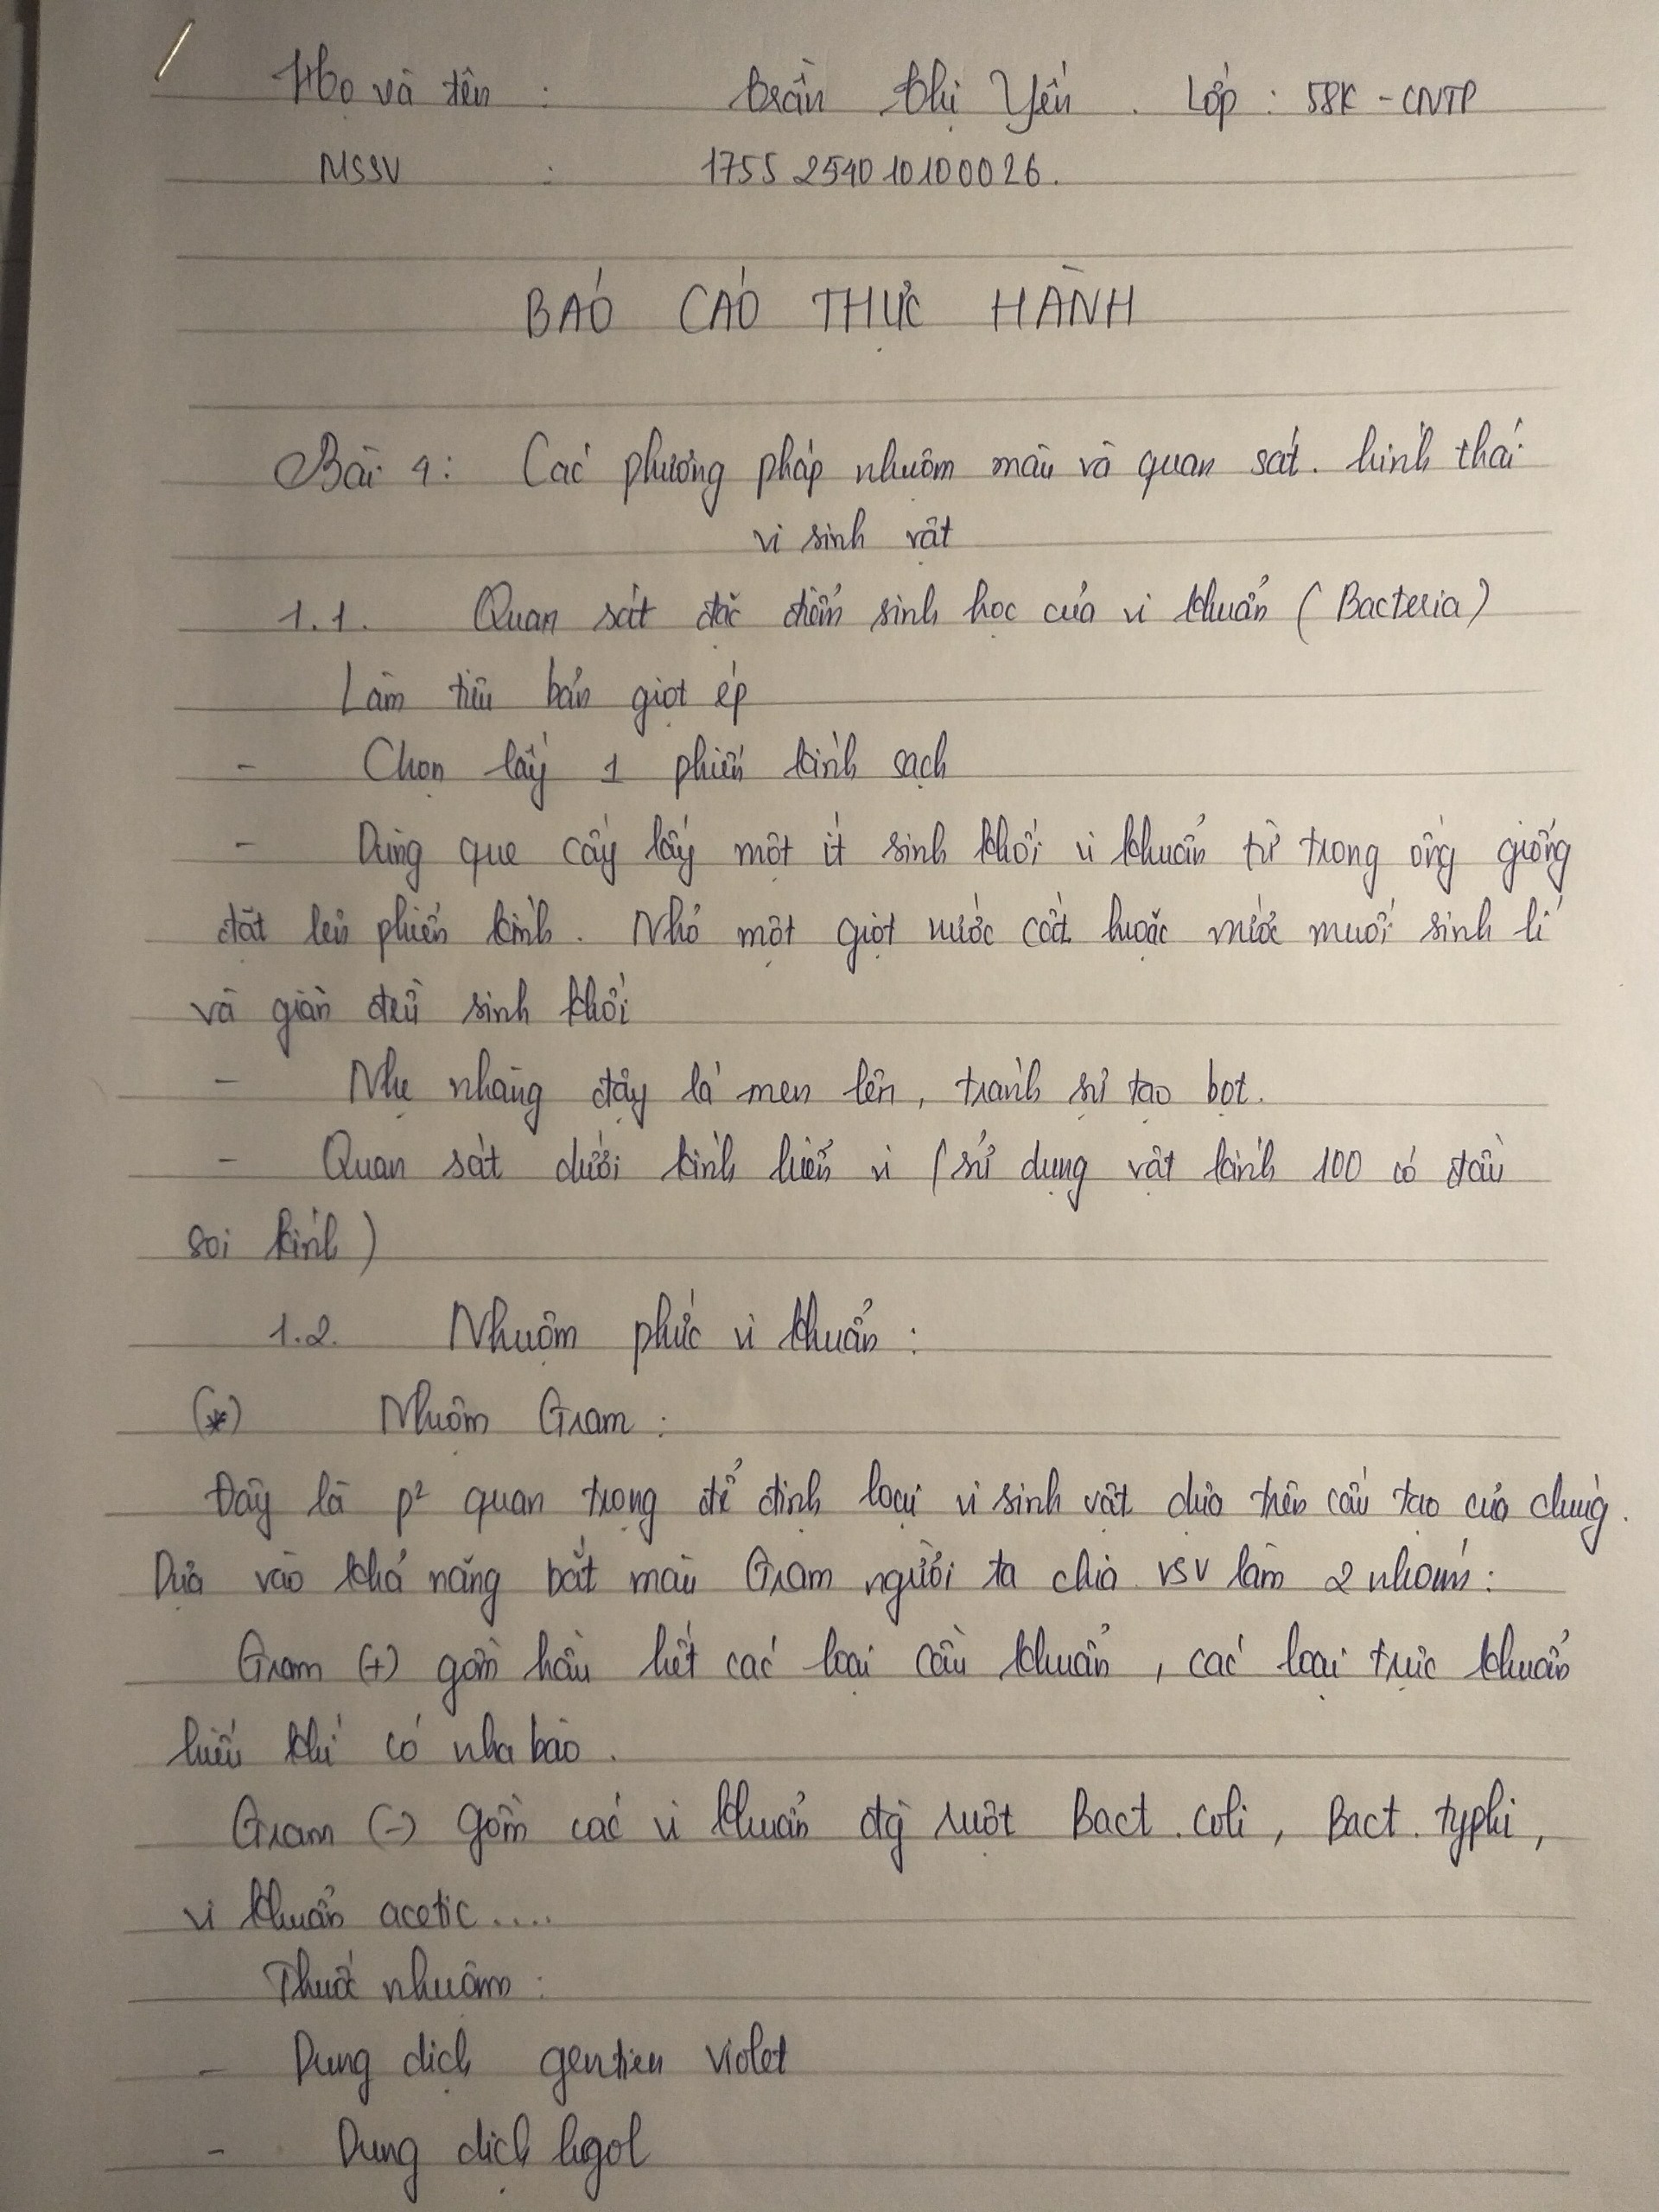 Họ và tên : Trần Thị Yến . Lớp : 58K - CNTP
MSSV : 1755 2540 10100026.
BÁO CÁO THỰC HÀNH
Bài 4: Các phương pháp nhuộm màu và quan sát. hình thái
vi sinh vật
1.1. Quan sát đặc điểm sinh học của vi khuẩn (Bacteria)
Làm tiêu bản giọt ép
- Chọn lấy 1 phiến kính sạch
- Dùng que cấy lấy một ít sinh khối vi khuẩn từ trong ống giống
đặt lên phiến kính. Nhỏ một giọt nước cất hoặc nước muối sinh lí
và giàn đều sinh khối
- Nhẹ nhàng đậy lá men lên, tránh sự tạo bọt.
- Quan sát dưới kính hiển vi (sử dụng vật kính 100 có dầu
soi kính)
1.2. Nhuộm phức vi khuẩn :
(*) Nhuộm Gram :
Đây là p² quan trọng để định loại vi sinh vật dựa trên cấu tạo của chúng.
Dựa vào khả năng bắt màu Gram người ta chia VSV làm 2 nhóm :
Gram (+) gồm hầu hết các loại cầu khuẩn, các loại trực khuẩn
hiếu khí có nha bào.
Gram (-) gồm các vi khuẩn đg ruột Bact. coli, Bact. typhi,
vi khuẩn acetic....
Thuốc nhuộm :
- Dung dịch gentien violet
- Dung dịch lugol